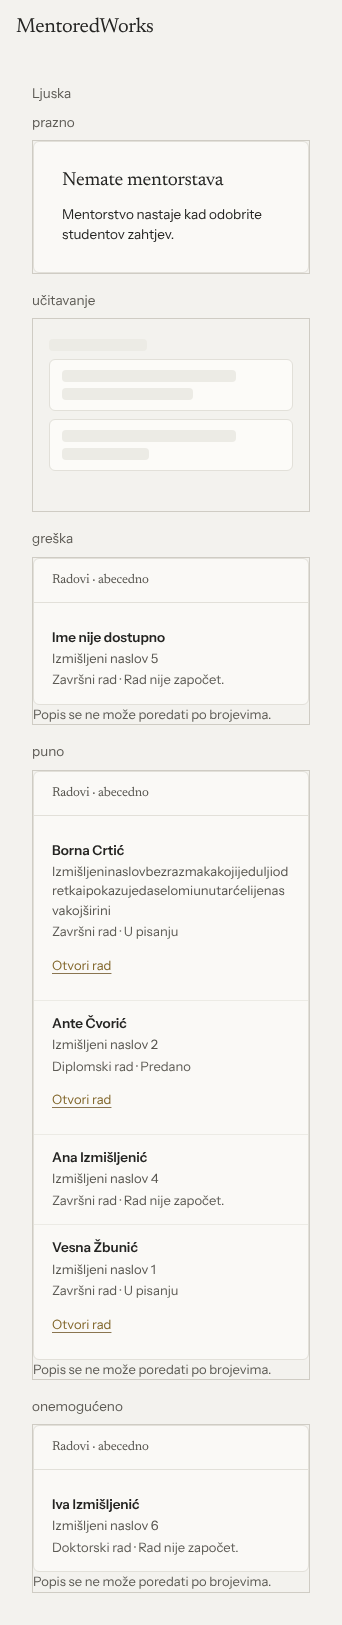 MentoredWorks
Ljuska
prazno
Nemate mentorstava
Mentorstvo nastaje kad odobrite
studentov zahtjev.
učitavanje
greška
Radovi · abecedno
Ime nije dostupno
Izmišljeni naslov 5
Završni rad · Rad nije započet.
Popis se ne može poredati po brojevima.
puno
Radovi · abecedno
Borna Crtić
Izmišljeninaslovbezrazmakakojijeduljiod
retkaipokazujedaselomiunutarćelijenas
vakojširini
Završni rad · U pisanju
Otvori rad
Ante Čvorić
Izmišljeni naslov 2
Diplomski rad · Predano
Otvori rad
Ana Izmišljenić
Izmišljeni naslov 4
Završni rad · Rad nije započet.
Vesna Žbunić
Izmišljeni naslov 1
Završni rad · U pisanju
Otvori rad
Popis se ne može poredati po brojevima.
onemogućeno
Radovi · abecedno
Iva Izmišljenić
Izmišljeni naslov 6
Doktorski rad · Rad nije započet.
Popis se ne može poredati po brojevima.